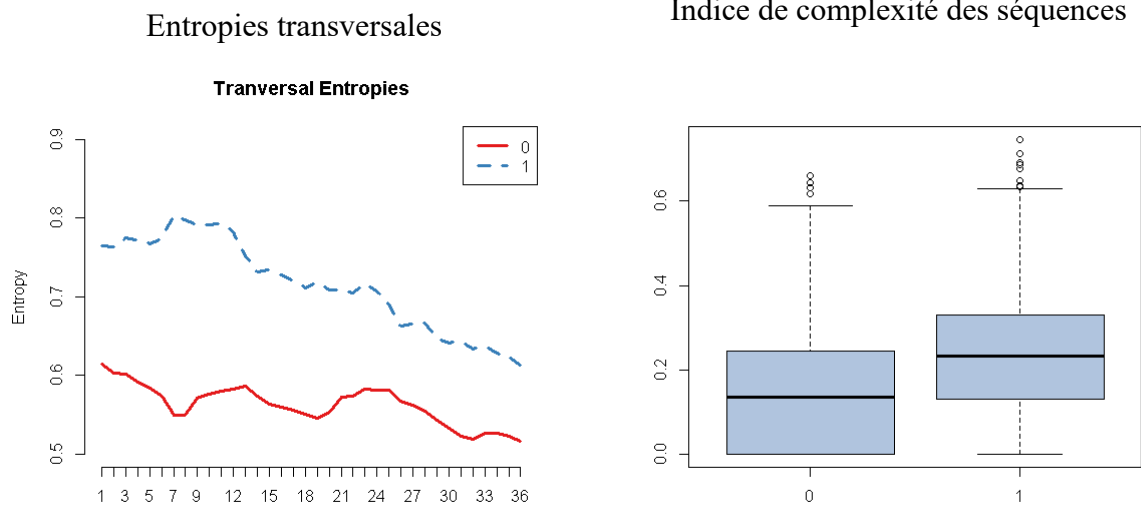 Entropies transversales
Indice de complexité des séquences
Tranversal Entropies
0
1
Entropy
0.9
0.8
0.7
0.6
0.5
1 3 5 7 9 12 15 18 21 24 27 30 33 36
0.6
0.4
0.2
0.0
0 1